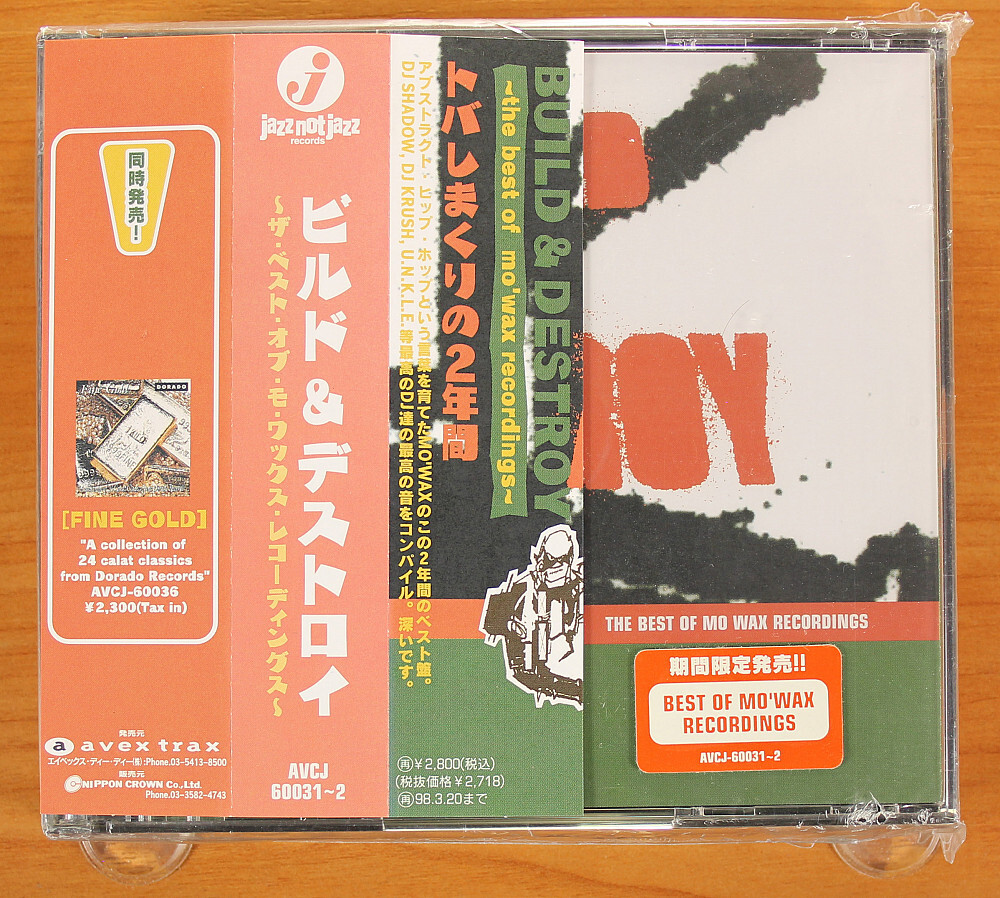 同時発売!
Fine Gold
DORADO
[FINE GOLD]
"A collection of
24 calat classics
from Dorado Records"
AVCJ-60036
¥2,300(Tax in)
発売元
a avex trax
エイベックス・ディー・ディー(株):Phone.03-5413-8500
販売元
NIPPON CROWN Co.,Ltd.
Phone.03-3582-4743
j
jazz not jazz
records
ビルド&デストロイ
~ザ・ベスト・オブ・モ・ワックス・レコーディングス~
AVCJ
60031~2
BUILD & DESTROY
~the best of mo'wax recordings~
トバしまくりの2年間
アブストラクト・ヒップ・ホップという言葉を育てたMO'WAXのこの2年間のベスト盤。
DJ SHADOW, DJ KRUSH, U.N.K.L.E. 等最高のDJ達の最高の音をコンパイル。深いです。
再¥2,800(税込)
(税抜価格¥2,718)
再98.3.20まで
ROY
THE BEST OF MO WAX RECORDINGS
期間限定発売!!
BEST OF MO'WAX
RECORDINGS
AVCJ-60031~2